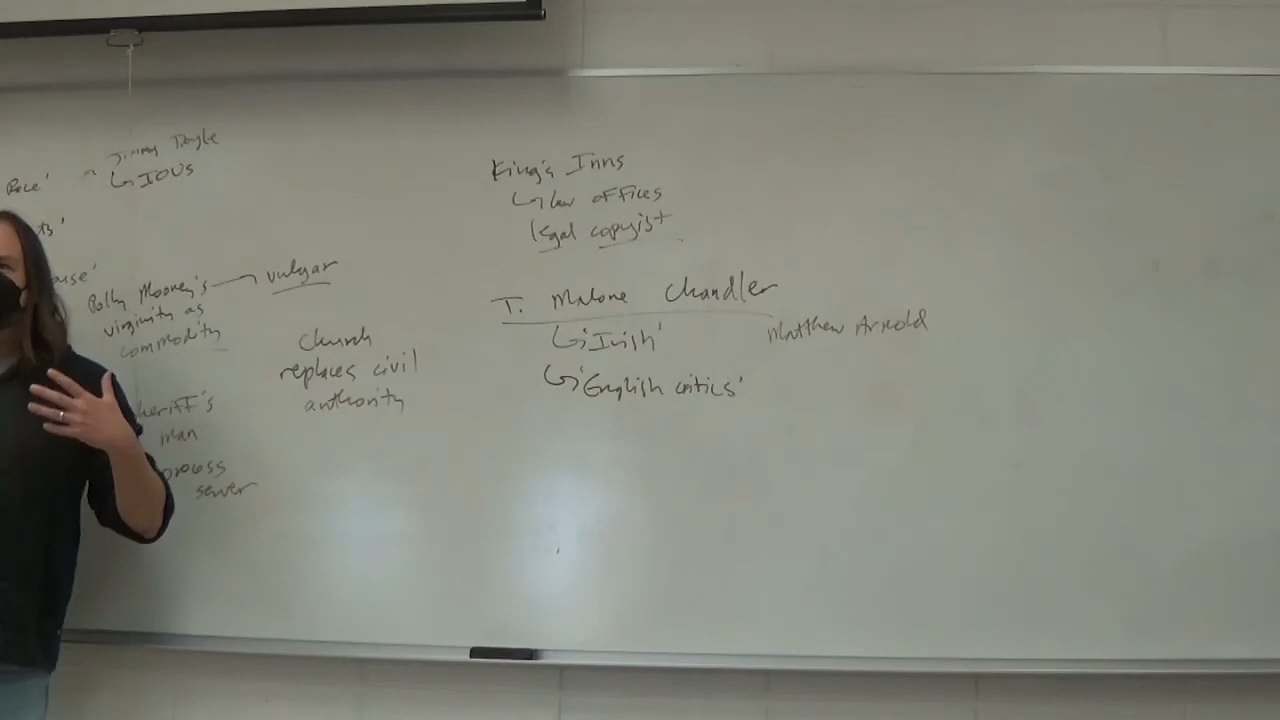 Race' ~ Jimmy Doyle
↳ IOUs
ts'
use'
Polly Mooney's — vulgar
virginity as
commodity
Church
replaces civil
authority
heriff's
man
process
server
King's Inns
↳ law offices
legal copyist
T. Malone Chandler
↳ 'Irish'
↳ 'English critics'
Matthew Arnold